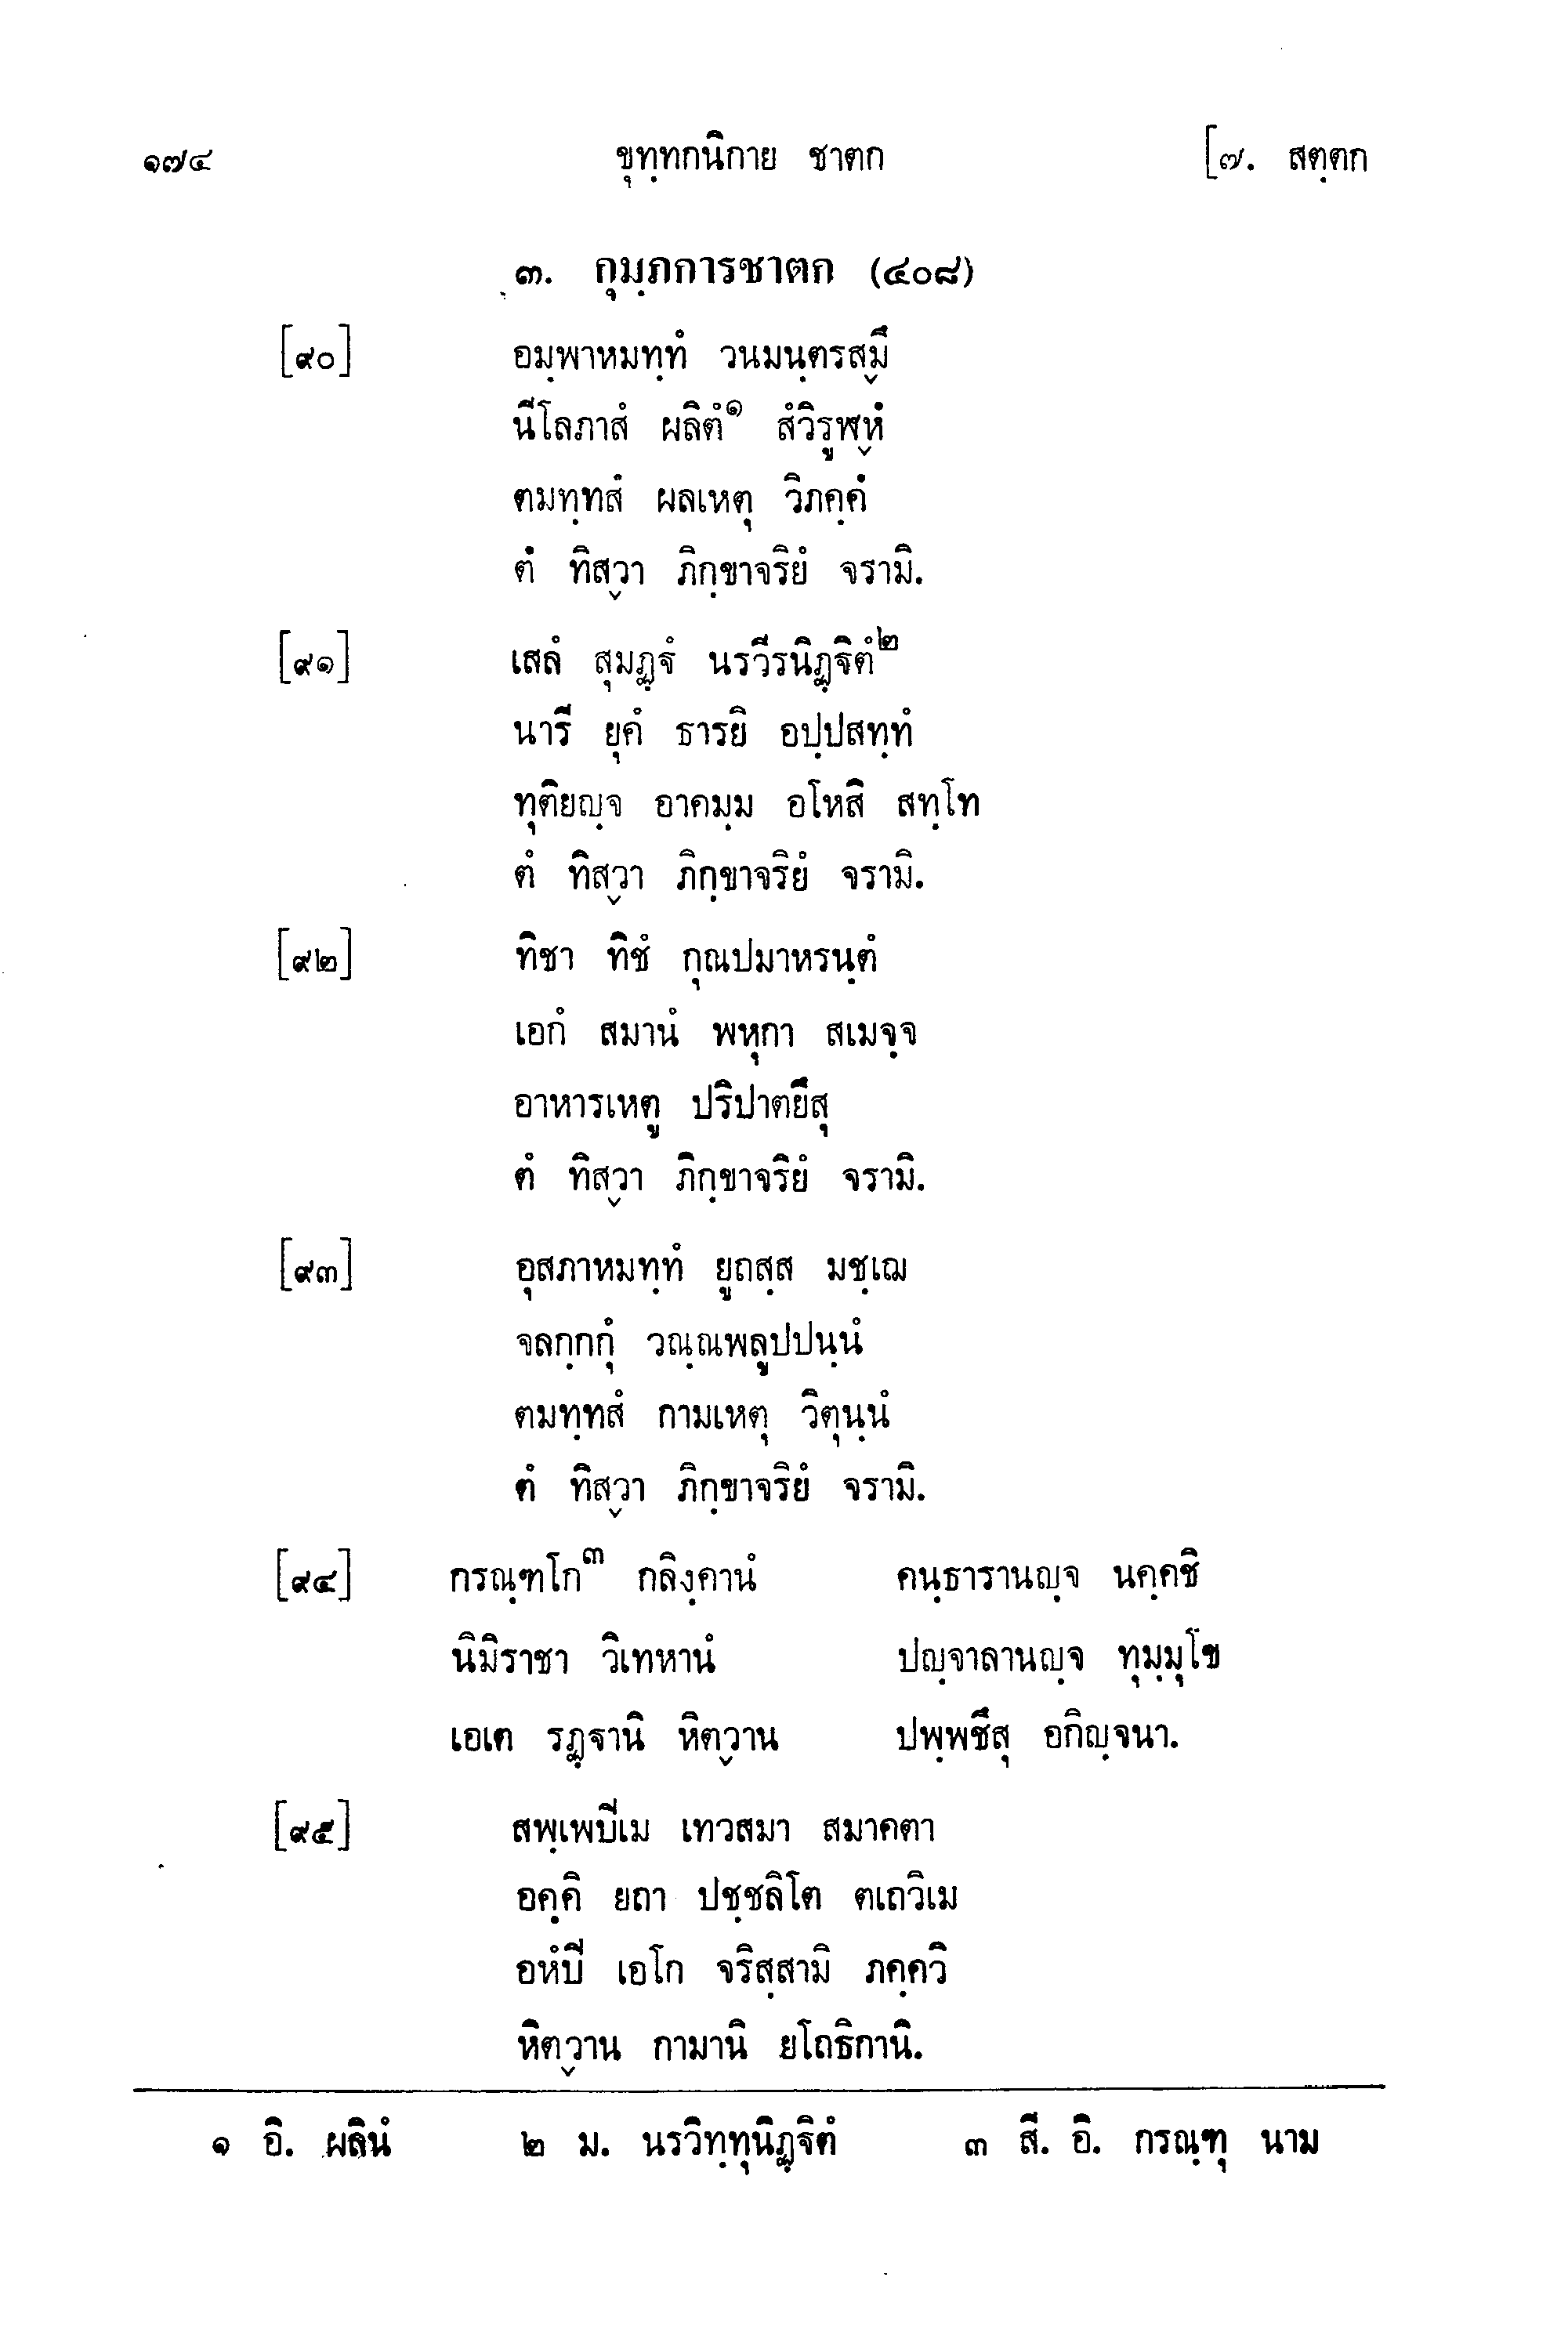 ๑๗๔ ขุทฺทกนิกาย ชาตก [๗. สตฺตก
๓. กุมฺภการชาตก (๔๐๘)
[๙๐] อมฺพาหมทฺทํ วนมนฺตรสฺมึ
นีโลภาสํ ผลิตํ๑ สํวิรูฬฺหํ
ตมทฺทสํ ผลเหตุ วิภคฺคํ
ตํ ทิสฺวา ภิกฺขาจริยํ จรามิ.
[๙๑] เสลํ สุมฏฺฐํ นรวีรนิฏฺฐิตํ๒
นารี ยุคํ ธารยิ อปฺปสทฺทํ
ทุติยญฺจ อาคมฺม อโหสิ สทฺโท
ตํ ทิสฺวา ภิกฺขาจริยํ จรามิ.
[๙๒] ทิชา ทิชํ กุณปมาหรนฺตํ
เอกํ สมานํ พหุกา สเมจฺจ
อาหารเหตู ปริปาตยึสุ
ตํ ทิสฺวา ภิกฺขาจริยํ จรามิ.
[๙๓] อุสภาหมทฺทํ ยูถสฺส มชฺเฌ
จลกฺกกุํ วณฺณพลูปปนฺนํ
ตมทฺทสํ กามเหตุ วิตุนฺนํ
ตํ ทิสฺวา ภิกฺขาจริยํ จรามิ.
[๙๔] กรณฺฑโก๓ กลิงฺคานํ คนฺธารานญฺจ นคฺคชิ
นิมิราชา วิเทหานํ ปญฺจาลานญฺจ ทุมฺมุโข
เอเต รฏฺฐานิ หิตฺวาน ปพฺพชึสุ อกิญฺจนา.
[๙๕] สพฺเพปีเม เทวสมา สมาคตา
อคฺคิ ยถา ปชฺชลิโต ตเถวิเม
อหํปี เอโก จริสฺสามิ ภคฺควิ
หิตฺวาน กามานิ ยโถธิกานิ.
๑ อิ. ผลินํ ๒ ม. นรวิทฺทุนิฏฺฐิตํ ๓ สี. อิ. กรณฺฑุ นาม